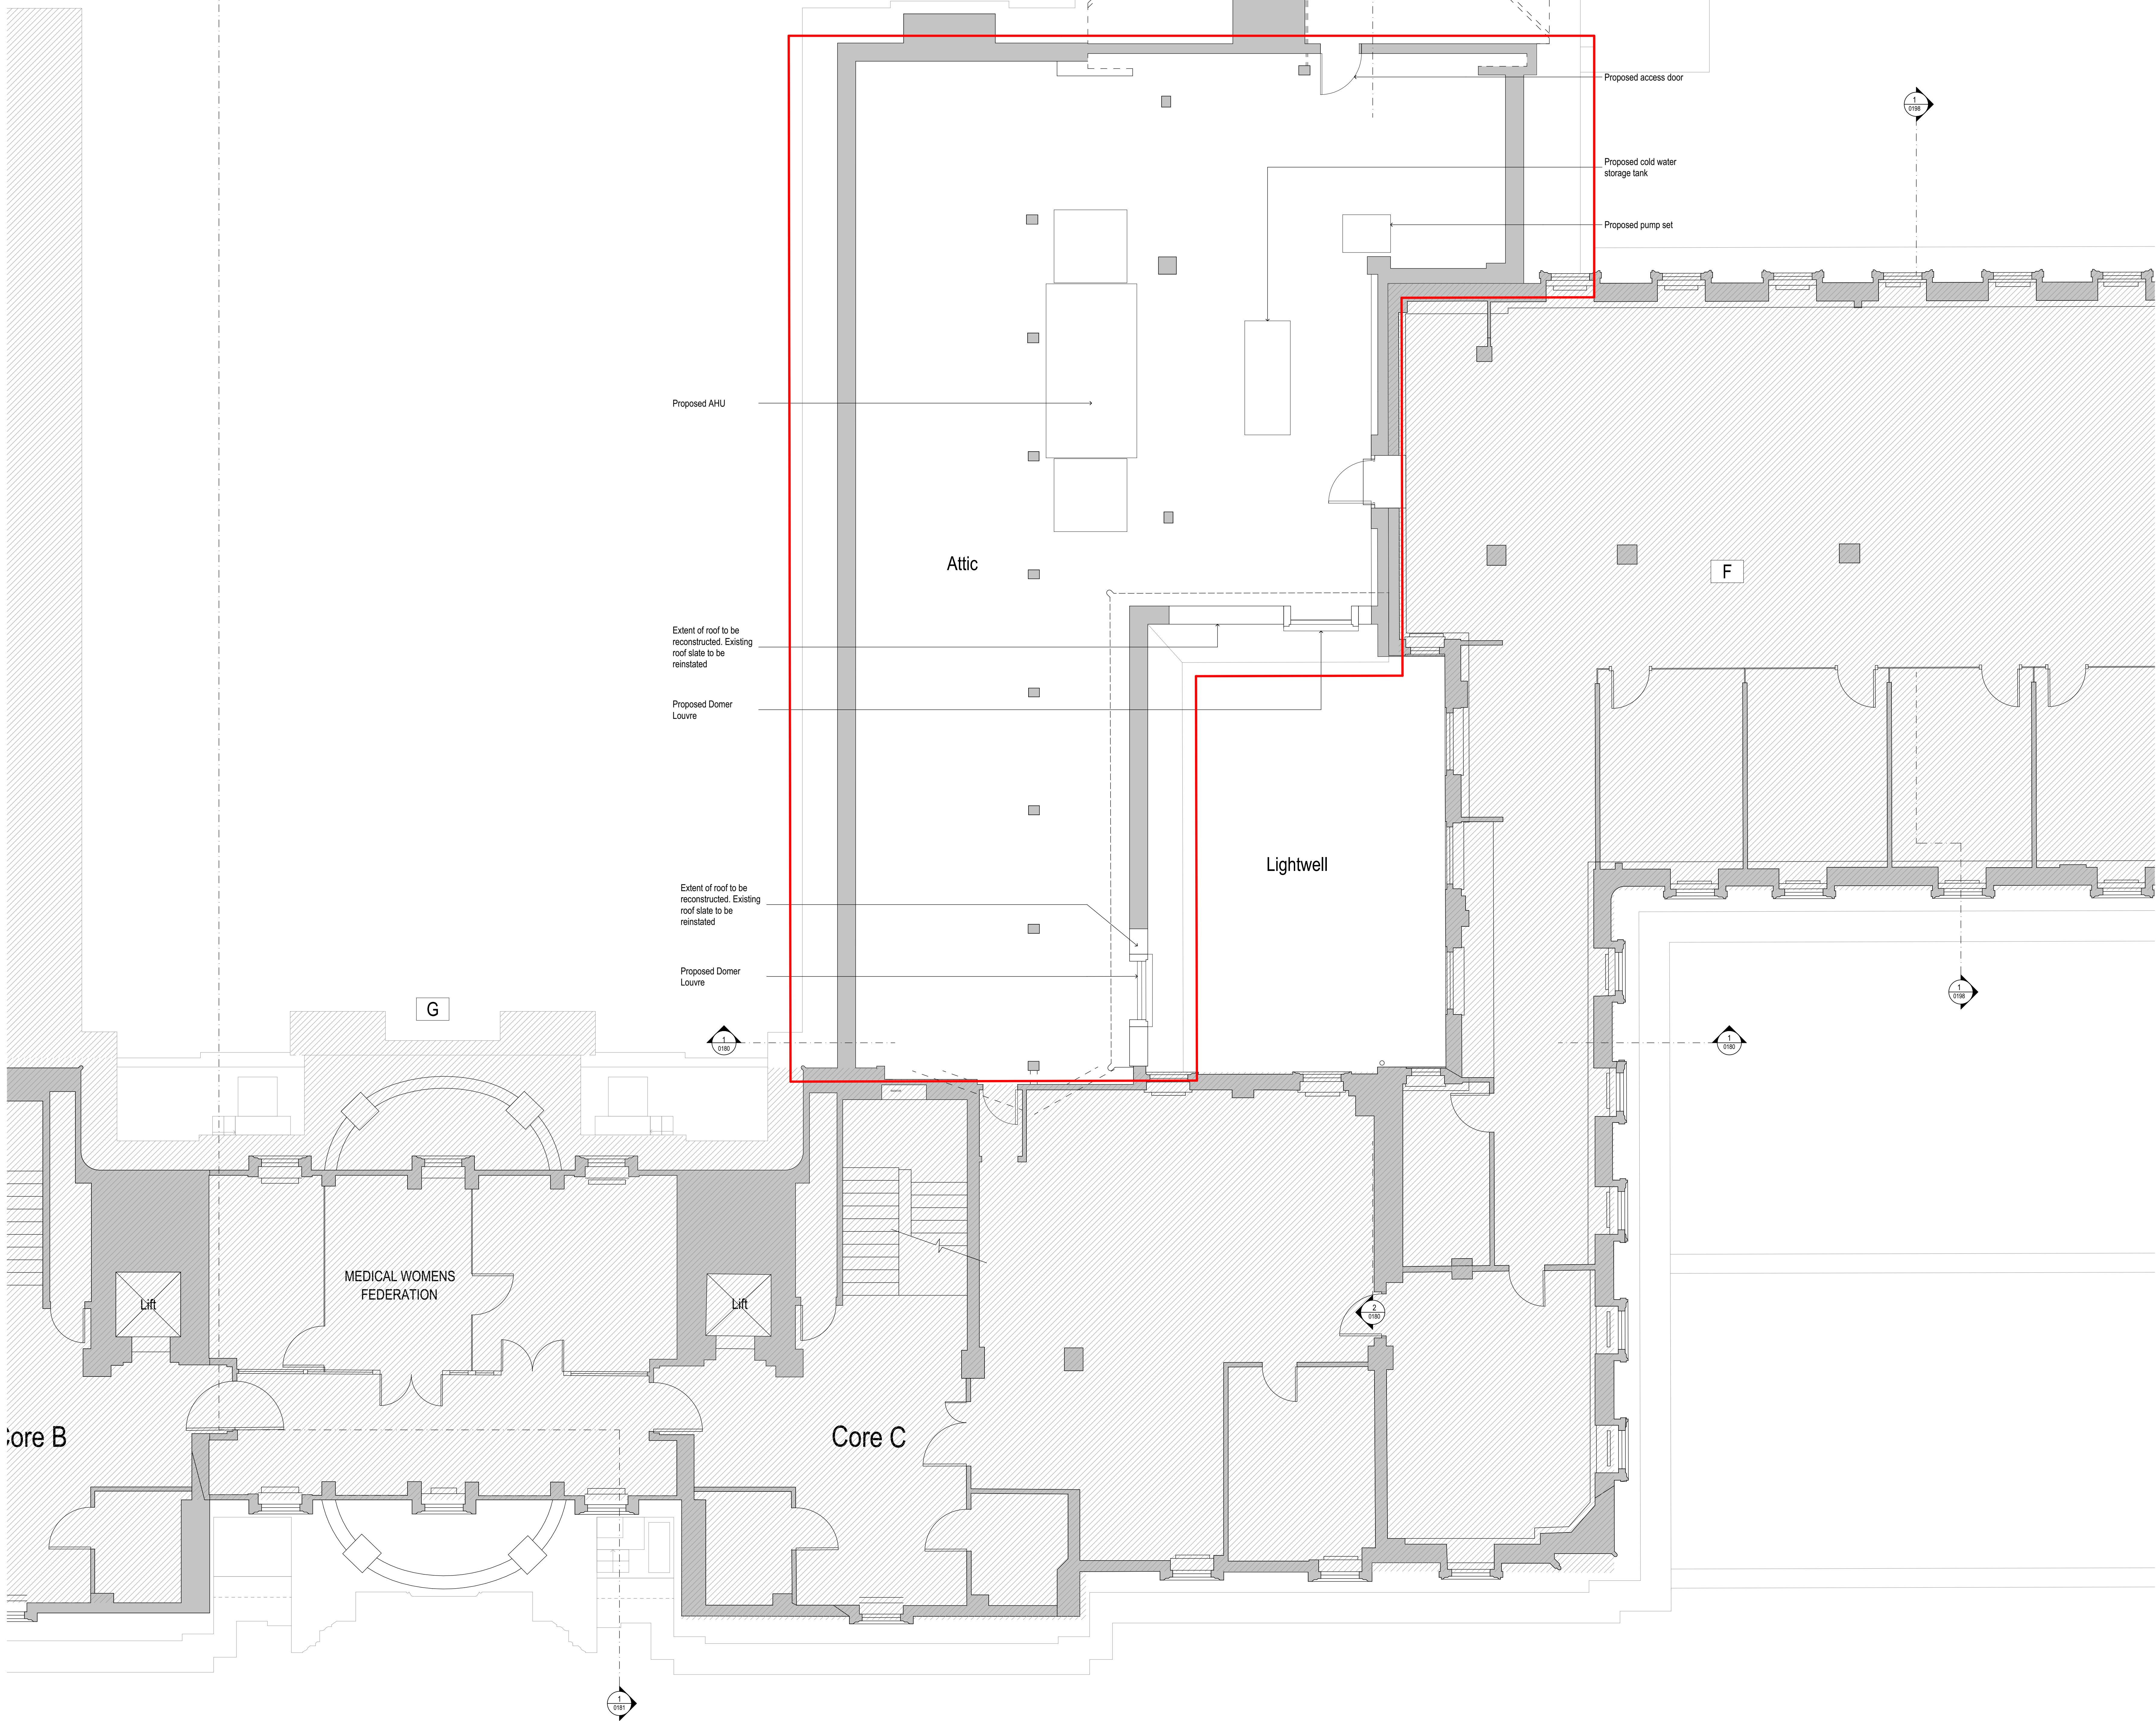 Proposed access door
1
0198
Proposed cold water
storage tank
Proposed pump set
Proposed AHU
Attic
F
Extent of roof to be
reconstructed. Existing
roof slate to be
reinstated
Proposed Domer
Louvre
Lightwell
Extent of roof to be
reconstructed. Existing
roof slate to be
reinstated
Proposed Domer
Louvre
G
1
0198
1
0180
1
0180
MEDICAL WOMENS
FEDERATION
Lift
Lift
2
0180
Core B
Core C
1
0181